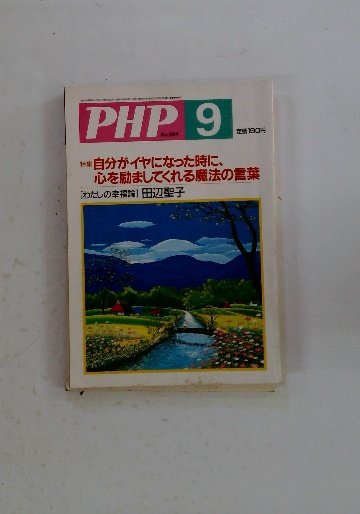 PHP 9
定価190円
特集 自分がイヤになった時に、
心を励ましてくれる魔法の言葉
[わたしの幸福論] 田辺聖子